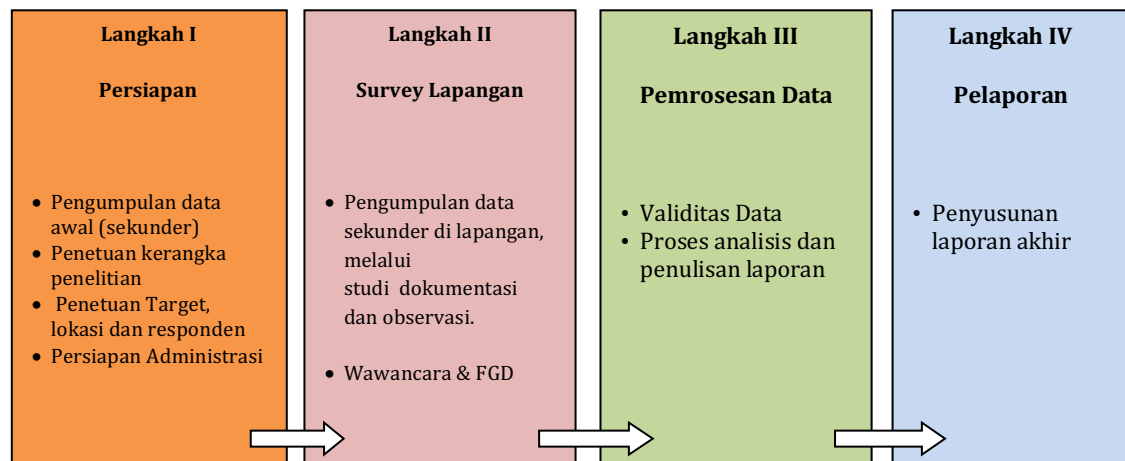 Langkah I
Persiapan
• Pengumpulan data
awal (sekunder)
• Penetuan kerangka
penelitian
• Penetuan Target,
lokasi dan responden
• Persiapan Administrasi
Langkah II
Survey Lapangan
• Pengumpulan data
sekunder di lapangan,
melalui
studi dokumentasi
dan observasi.
• Wawancara & FGD
Langkah III
Pemrosesan Data
• Validitas Data
• Proses analisis dan
penulisan laporan
Langkah IV
Pelaporan
• Penyusunan
laporan akhir